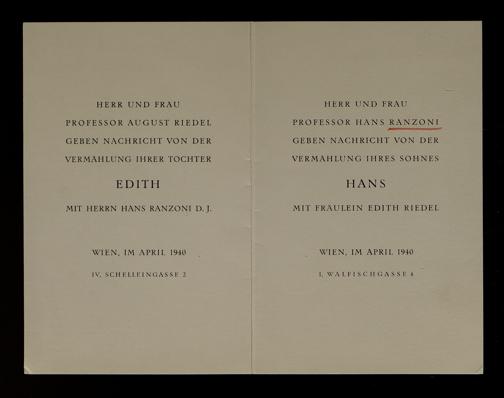 HERR UND FRAU
PROFESSOR AUGUST RIEDEL
GEBEN NACHRICHT VON DER
VERMÄHLUNG IHRER TOCHTER
EDITH
MIT HERRN HANS RANZONI D. J.
WIEN, IM APRIL 1940
IV, SCHELLEINGASSE 2
HERR UND FRAU
PROFESSOR HANS RANZONI
GEBEN NACHRICHT VON DER
VERMÄHLUNG IHRES SOHNES
HANS
MIT FRÄULEIN EDITH RIEDEL
WIEN, IM APRIL 1940
I, WALFISCHGASSE 4